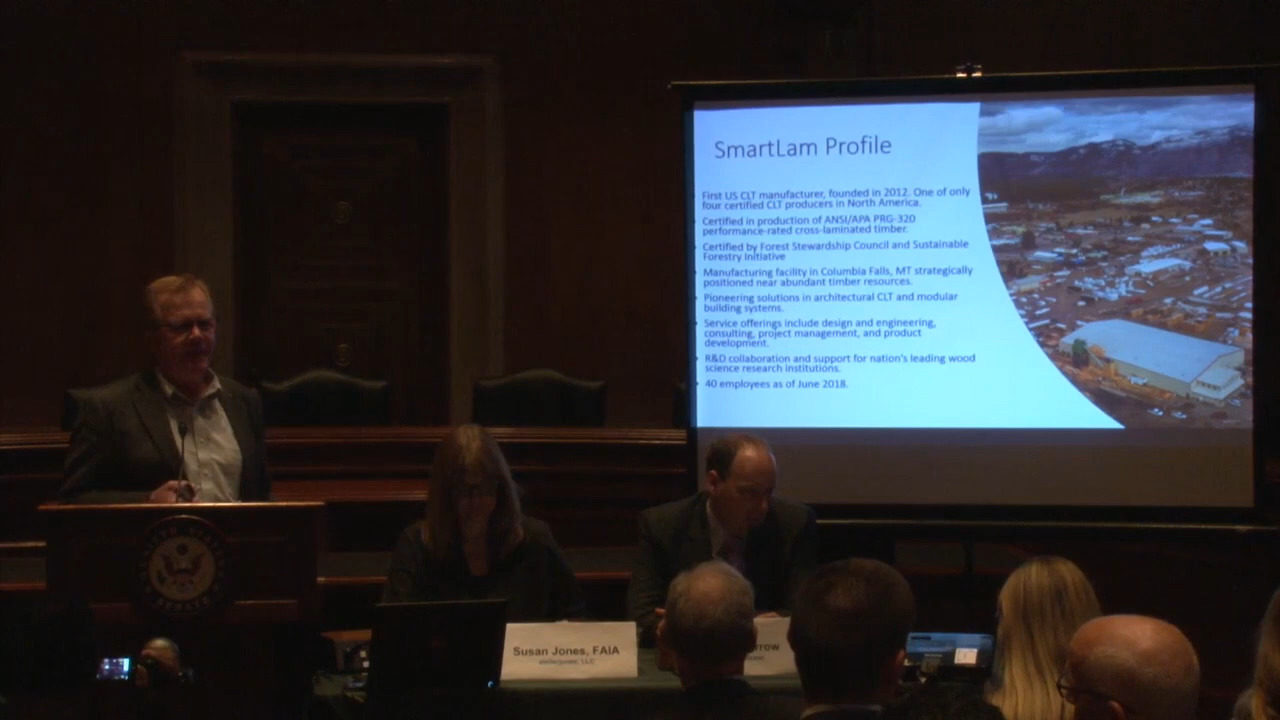 SmartLam Profile
First US CLT manufacturer, founded in 2012. One of only
four certified CLT producers in North America.
Certified in production of ANSI/APA PRG-320
performance-rated cross-laminated timber.
Certified by Forest Stewardship Council and Sustainable
Forestry Initiative
Manufacturing facility in Columbia Falls, MT strategically
positioned near abundant timber resources.
Pioneering solutions in architectural CLT and modular
building systems.
Service offerings include design and engineering,
consulting, project management, and product
development.
R&D collaboration and support for nation's leading wood
science research institutions.
40 employees as of June 2018.
Susan Jones, FAIA